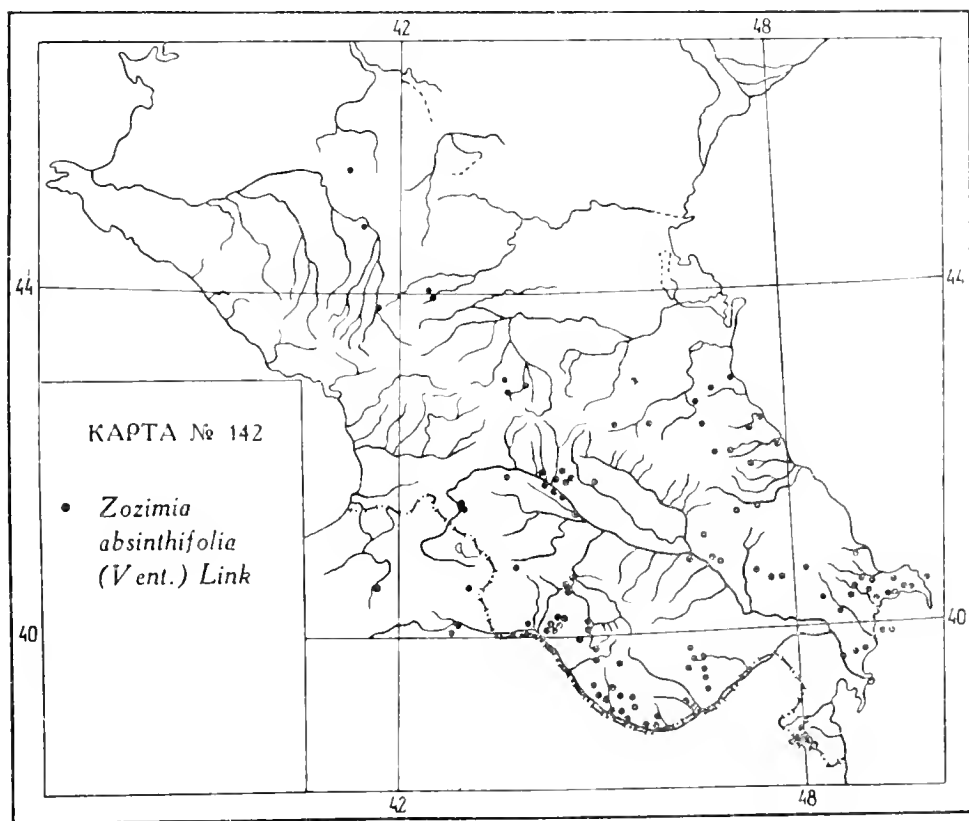 42 48
44 44
КАРТА № 142
• Zozimia
absinthifolia
(Vent.) Link
40 40
42 48